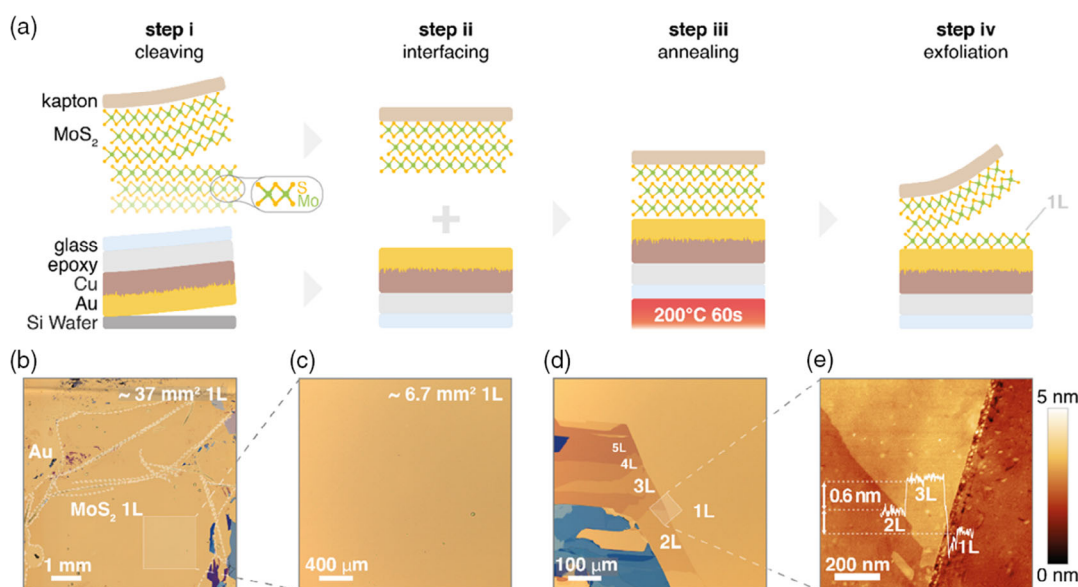 (a)
step i
cleaving
step ii
interfacing
step iii
annealing
step iv
exfoliation
kapton
MoS₂
S
Mo
1L
glass
epoxy
Cu
Au
Si Wafer
+
200°C 60s
(b)
~ 37 mm² 1L
Au
MoS₂ 1L
1 mm
(c)
~ 6.7 mm² 1L
400 μm
(d)
5L
4L
3L
1L
2L
100 μm
(e)
5 nm
0.6 nm
3L
2L
1L
200 nm
0 nm